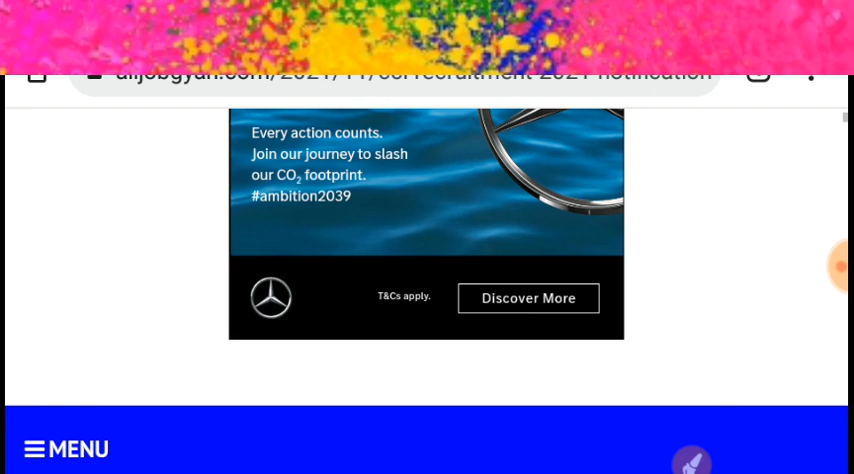 Every action counts.
Join our journey to slash
our CO₂ footprint.
#ambition2039
T&Cs apply.
Discover More
MENU